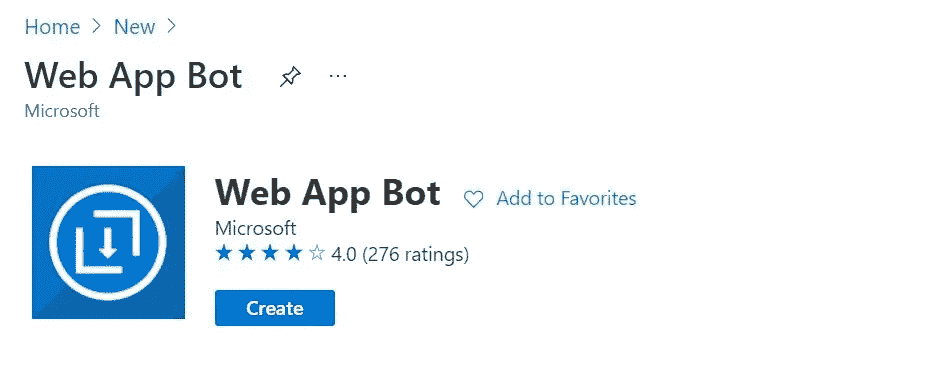 Home > New >
Web App Bot ...
Microsoft
Web App Bot Add to Favorites
Microsoft
4.0 (276 ratings)
Create